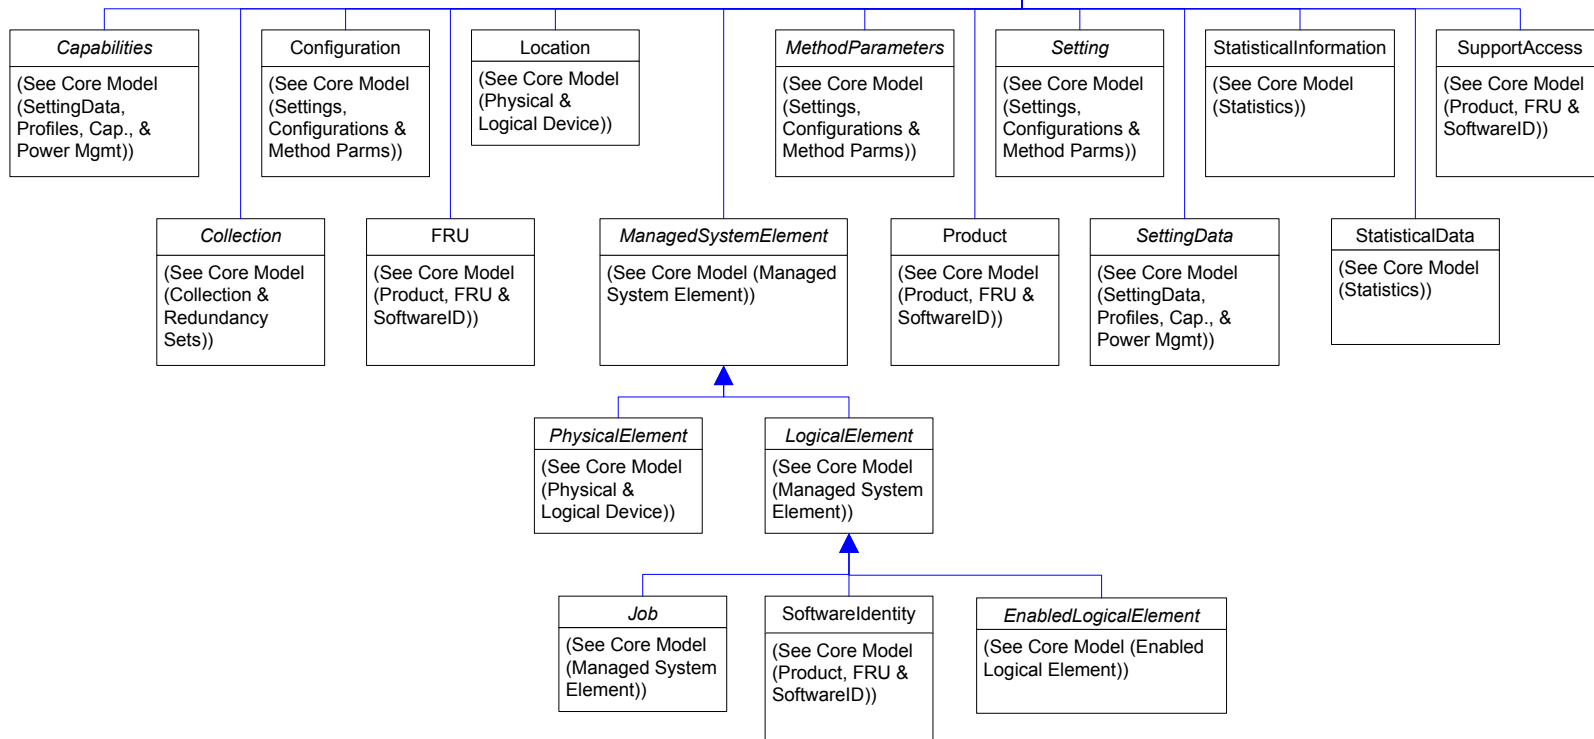 Capabilities
(See Core Model
(SettingData,
Profiles, Cap., &
Power Mgmt))
Configuration
(See Core Model
(Settings,
Configurations &
Method Parms))
Location
(See Core Model
(Physical &
Logical Device))
MethodParameters
(See Core Model
(Settings,
Configurations &
Method Parms))
Setting
(See Core Model
(Settings,
Configurations &
Method Parms))
StatisticalInformation
(See Core Model
(Statistics))
SupportAccess
(See Core Model
(Product, FRU &
SoftwareID))
Collection
(See Core Model
(Collection &
Redundancy
Sets))
FRU
(See Core Model
(Product, FRU &
SoftwareID))
ManagedSystemElement
(See Core Model (Managed
System Element))
Product
(See Core Model
(Product, FRU &
SoftwareID))
SettingData
(See Core Model
(SettingData,
Profiles, Cap., &
Power Mgmt))
StatisticalData
(See Core Model
(Statistics))
PhysicalElement
(See Core Model
(Physical &
Logical Device))
LogicalElement
(See Core Model
(Managed System
Element))
Job
(See Core Model
(Managed System
Element))
SoftwareIdentity
(See Core Model
(Product, FRU &
SoftwareID))
EnabledLogicalElement
(See Core Model (Enabled
Logical Element))